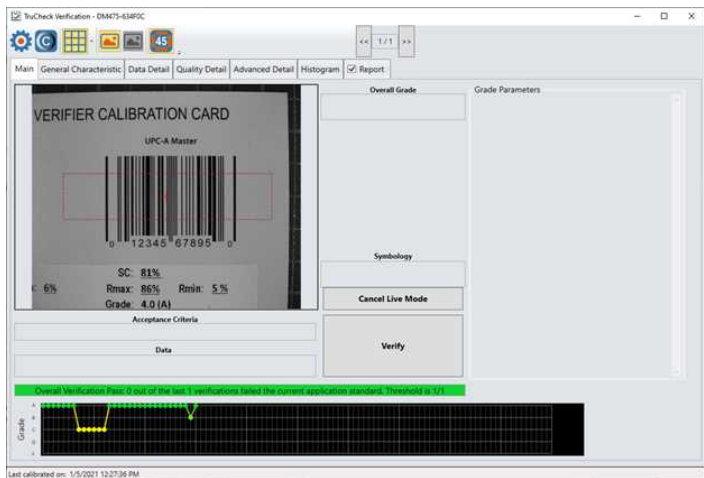 TruCheck Verification - DM475-634F0C
<< 1/1 >>
45
Main General Characteristic Data Detail Quality Detail Advanced Detail Histogram Report
VERIFIER CALIBRATION CARD
UPC-A Master
0 12345 67895 0
SC: 81%
: 6% Rmax: 86% Rmin: 5 %
Grade: 4.0 (A)
Overall Grade
Grade Parameters
Symbology
Cancel Live Mode
Verify
Acceptance Criteria
Data
Overall Verification Pass: 0 out of the last 1 verifications failed the current application standard. Threshold is 1/1
Grade
A
B
C
D
F
Last calibrated on: 1/5/2021 12:27:36 PM